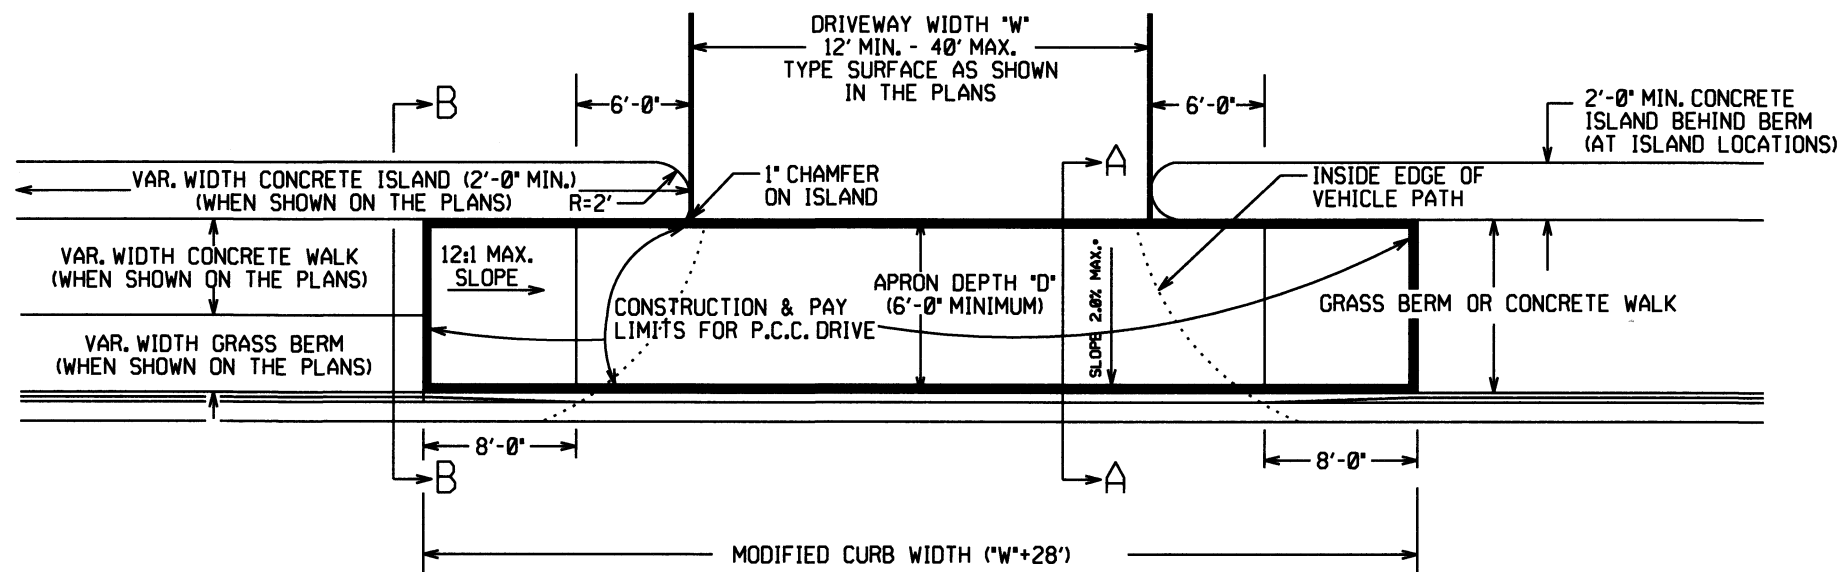 DRIVEWAY WIDTH "W"
12' MIN. - 40' MAX.
TYPE SURFACE AS SHOWN
IN THE PLANS
B
6'-0"
6'-0"
2'-0" MIN. CONCRETE
ISLAND BEHIND BERM
(AT ISLAND LOCATIONS)
A
VAR. WIDTH CONCRETE ISLAND (2'-0" MIN.)
(WHEN SHOWN ON THE PLANS)
R=2'
1" CHAMFER
ON ISLAND
INSIDE EDGE OF
VEHICLE PATH
VAR. WIDTH CONCRETE WALK
(WHEN SHOWN ON THE PLANS)
12:1 MAX.
SLOPE
APRON DEPTH "D"
(6'-0" MINIMUM)
SLOPE 2.0% MAX.*
CONSTRUCTION & PAY
LIMITS FOR P.C.C. DRIVE
GRASS BERM OR CONCRETE WALK
VAR. WIDTH GRASS BERM
(WHEN SHOWN ON THE PLANS)
8'-0"
8'-0"
B
A
MODIFIED CURB WIDTH ("W"+28')